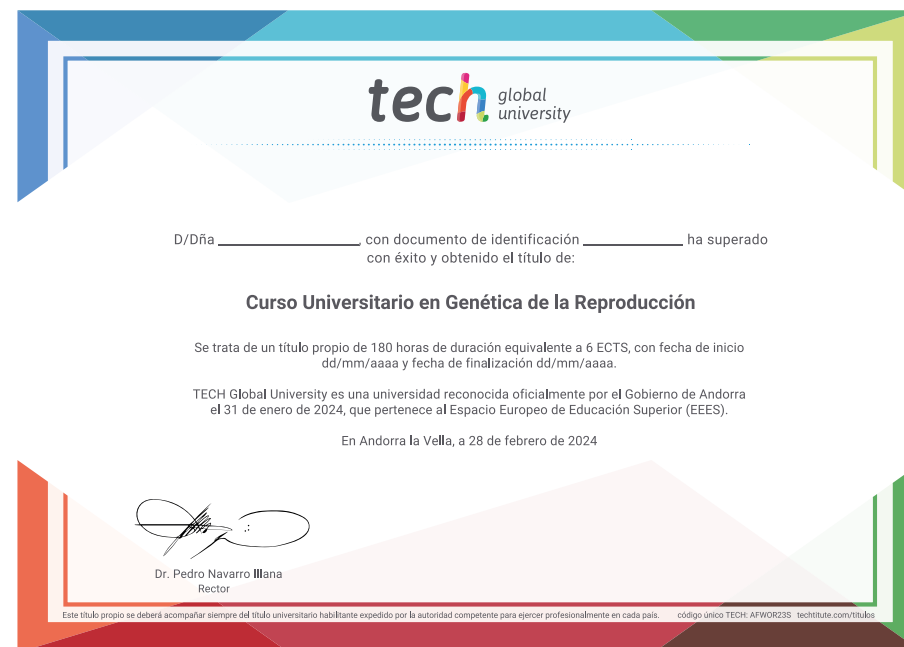 tech global university
D/Dña ____________, con documento de identificación ____________ ha superado
con éxito y obtenido el título de:
Curso Universitario en Genética de la Reproducción
Se trata de un título propio de 180 horas de duración equivalente a 6 ECTS, con fecha de inicio
dd/mm/aaaa y fecha de finalización dd/mm/aaaa.
TECH Global University es una universidad reconocida oficialmente por el Gobierno de Andorra
el 31 de enero de 2024, que pertenece al Espacio Europeo de Educación Superior (EEES).
En Andorra la Vella, a 28 de febrero de 2024
Dr. Pedro Navarro Illana
Rector
Este título propio se deberá acompañar siempre del título universitario habilitante expedido por la autoridad competente para ejercer profesionalmente en cada país. código único TECH: AFWOR23S techtitute.com/titulos